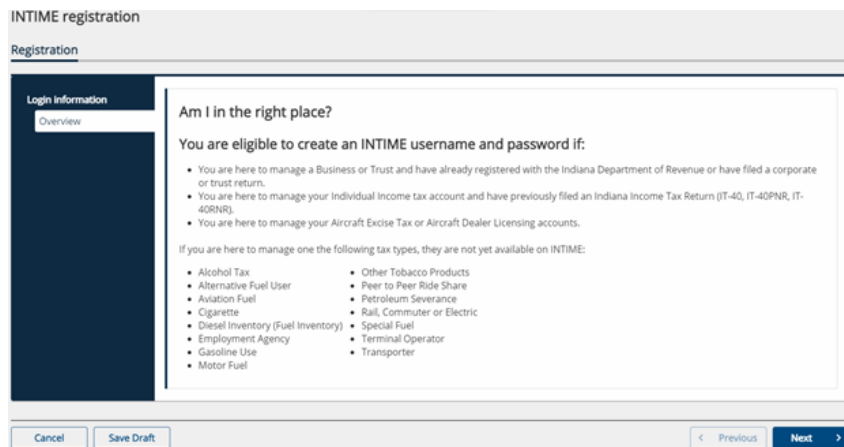 INTIME registration
Registration
Login information
Overview
Am I in the right place?
You are eligible to create an INTIME username and password if:
• You are here to manage a Business or Trust and have already registered with the Indiana Department of Revenue or have filed a corporate
or trust return.
• You are here to manage your Individual Income tax account and have previously filed an Indiana Income Tax Return (IT-40, IT-40PNR, IT-
40RNR).
• You are here to manage your Aircraft Excise Tax or Aircraft Dealer Licensing accounts.
If you are here to manage one the following tax types, they are not yet available on INTIME:
• Alcohol Tax
• Alternative Fuel User
• Aviation Fuel
• Cigarette
• Diesel Inventory (Fuel Inventory)
• Employment Agency
• Gasoline Use
• Motor Fuel
• Other Tobacco Products
• Peer to Peer Ride Share
• Petroleum Severance
• Rail, Commuter or Electric
• Special Fuel
• Terminal Operator
• Transporter
Cancel
Save Draft
< Previous
Next >